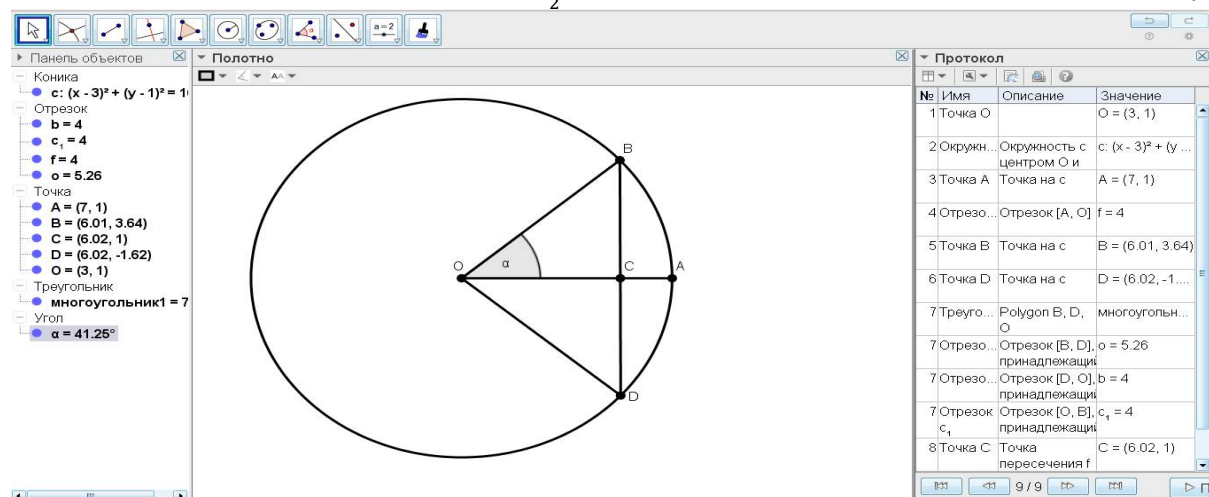 2
a=2
Панель объектов
Коника
c: (x - 3)² + (y - 1)² = 1
Отрезок
b = 4
c₁ = 4
f = 4
o = 5.26
Точка
A = (7, 1)
B = (6.01, 3.64)
C = (6.02, 1)
D = (6.02, -1.62)
O = (3, 1)
Треугольник
многоугольник1 = 7
Угол
α = 41.25°
Полотно
AA
B
O
α
C
A
D
Протокол
№ Имя Описание Значение
1 Точка O O = (3, 1)
2 Окружн... Окружность с c: (x - 3)² + (y ...
центром O и
3 Точка A Точка на c A = (7, 1)
4 Отрезо... Отрезок [A, O] f = 4
5 Точка B Точка на c B = (6.01, 3.64)
6 Точка D Точка на c D = (6.02, -1....
7 Треуго... Polygon B, D, многоугольн...
O
7 Отрезо... Отрезок [B, D], o = 5.26
принадлежащий
7 Отрезо... Отрезок [D, O], b = 4
принадлежащий
7 Отрезок Отрезок [O, B], c₁ = 4
c₁ принадлежащий
8 Точка C Точка C = (6.02, 1)
пересечения f
9 / 9
П